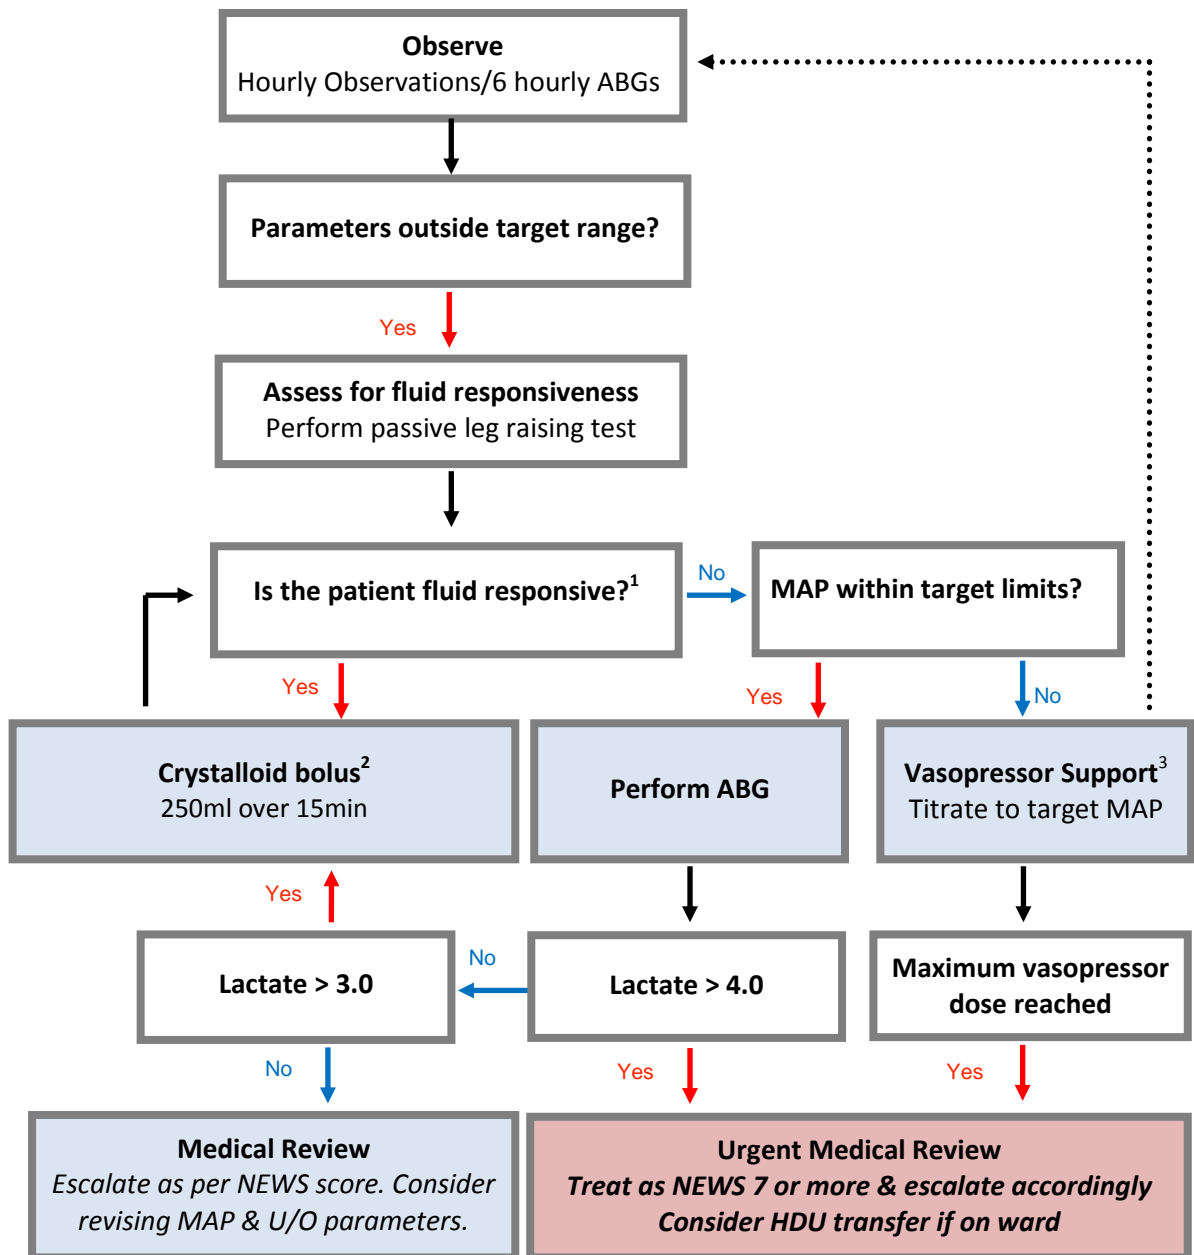 Observe
Hourly Observations/6 hourly ABGs
Parameters outside target range?
Yes
Assess for fluid responsiveness
Perform passive leg raising test
Is the patient fluid responsive?¹
No
MAP within target limits?
Yes
Yes
No
Crystalloid bolus²
250ml over 15min
Perform ABG
Vasopressor Support³
Titrate to target MAP
Yes
Lactate > 3.0
No
Lactate > 4.0
Maximum vasopressor
dose reached
No
Yes
Yes
Medical Review
Escalate as per NEWS score. Consider
revising MAP & U/O parameters.
Urgent Medical Review
Treat as NEWS 7 or more & escalate accordingly
Consider HDU transfer if on ward